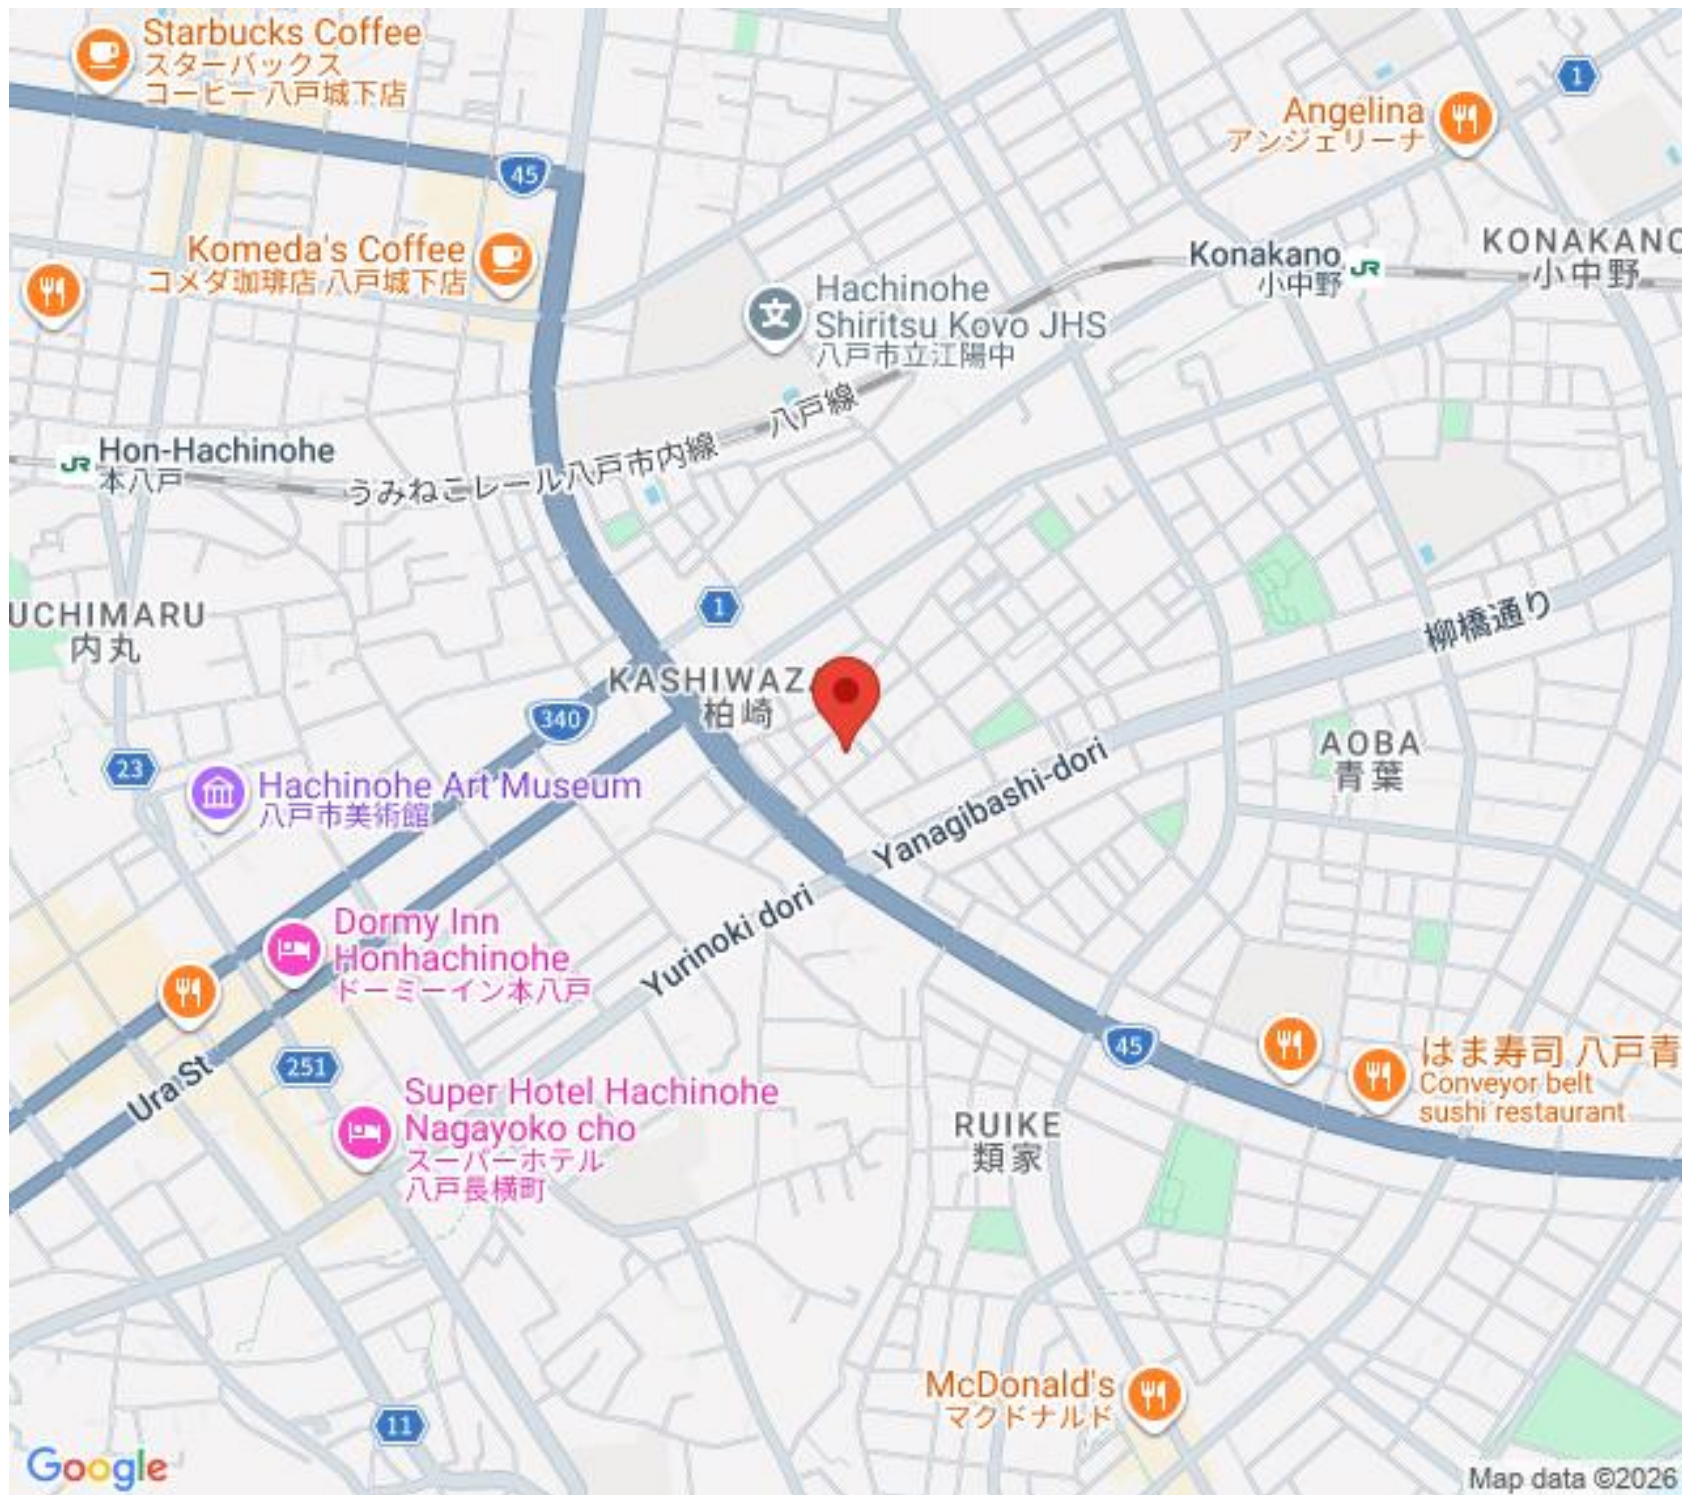 Starbucks Coffee
スターバックス
コーヒー 八戸城下店
1
Angelina
アンジェリーナ
45
Komeda's Coffee
コメダ珈琲店 八戸城下店
Konakano
小中野
JR
KONAKANO
小中野
Hachinohe
Shiritsu Kovo JHS
八戸市立江陽中
八戸線
JR
Hon-Hachinohe
本八戸
うみねこレール八戸市内線
UCHIMARU
内丸
1
柳橋通り
KASHIWAZ
柏崎
340
23
AOBA
青葉
Hachinohe Art Museum
八戸市美術館
Yanagibashi-dori
Yurinoki dori
Dormy Inn
Honhachinohe
ドーミーイン本八戸
Ura St
251
45
はま寿司 八戸青
Conveyor belt
sushi restaurant
Super Hotel Hachinohe
Nagayoko cho
スーパーホテル
八戸長横町
RUIKE
類家
McDonald's
マクドナルド
11
Google
Map data ©2026